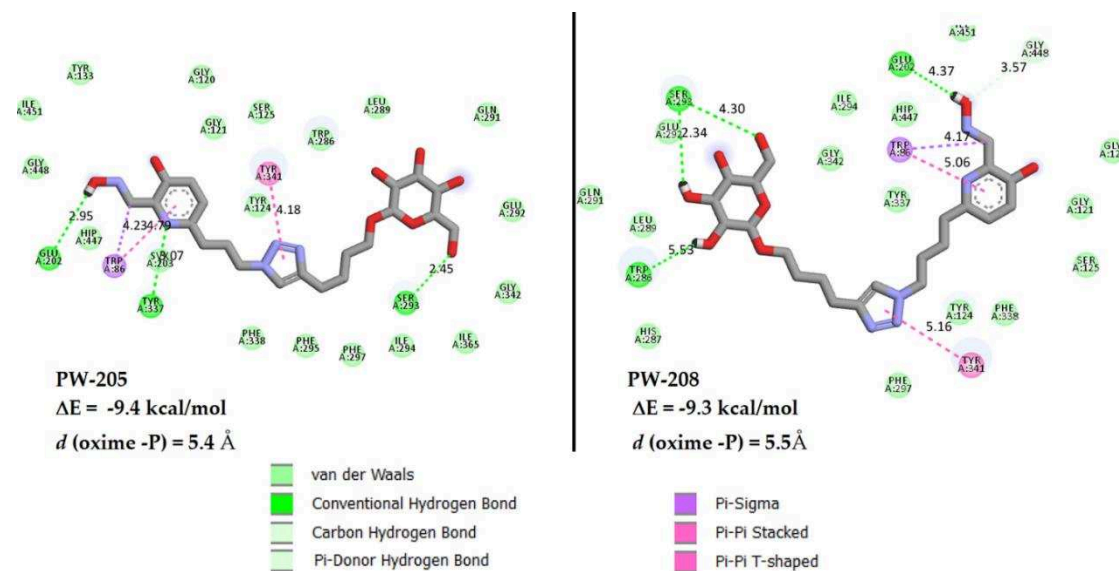 TYR A:133
GLY A:120
ILE A:451
SER A:125
LEU A:289
GLN A:291
GLY A:121
TRP A:286
GLY A:448
TYR A:341
TYR A:124
4.18
2.95
HIP A:447
4.23
4.79
GLU A:292
GLU A:202
TRP A:86
A:203
2.45
TYR A:337
SER A:293
GLY A:342
PHE A:338
PHE A:295
PHE A:297
ILE A:294
ILE A:365
PW-205
ΔE = -9.4 kcal/mol
d (oxime -P) = 5.4 Å
A:451
GLY A:448
GLU A:202
4.37
3.57
SER A:293
4.30
ILE A:294
HIP A:447
GLU A:292
2.34
TRP A:86
4.17
GLY A:342
5.06
GLN A:291
TYR A:337
GLY A:121
LEU A:289
5.53
SER A:125
TRP A:286
HIS A:287
TYR A:124
PHE A:338
5.16
TYR A:341
PHE A:297
PW-208
ΔE = -9.3 kcal/mol
d (oxime -P) = 5.5Å
van der Waals
Conventional Hydrogen Bond
Carbon Hydrogen Bond
Pi-Donor Hydrogen Bond
Pi-Sigma
Pi-Pi Stacked
Pi-Pi T-shaped